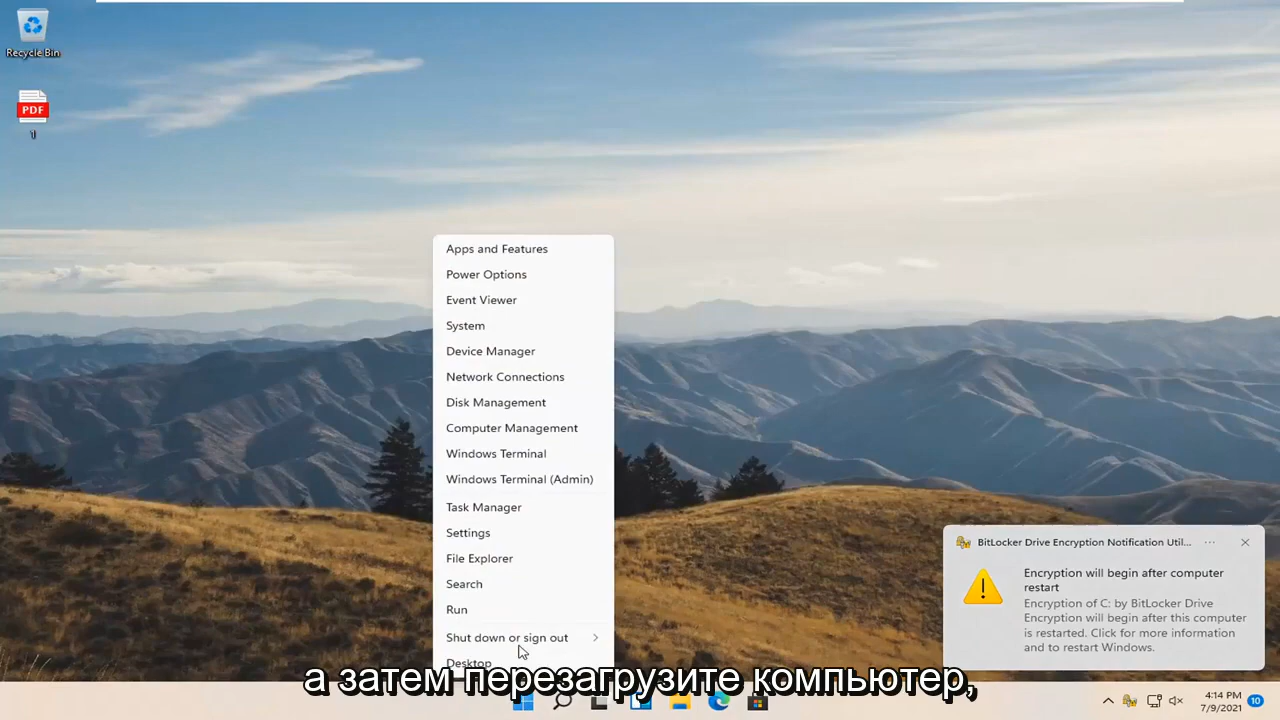 Recycle Bin
PDF
1
Apps and Features
Power Options
Event Viewer
System
Device Manager
Network Connections
Disk Management
Computer Management
Windows Terminal
Windows Terminal (Admin)
Task Manager
Settings
File Explorer
Search
Run
Shut down or sign out
Desktop
BitLocker Drive Encryption Notification Util...
Encryption will begin after computer
restart
Encryption of C: by BitLocker Drive
Encryption will begin after this computer
is restarted. Click for more information
and to restart Windows.
а затем перезагрузите компьютер,
4:14 PM
7/9/2021
10